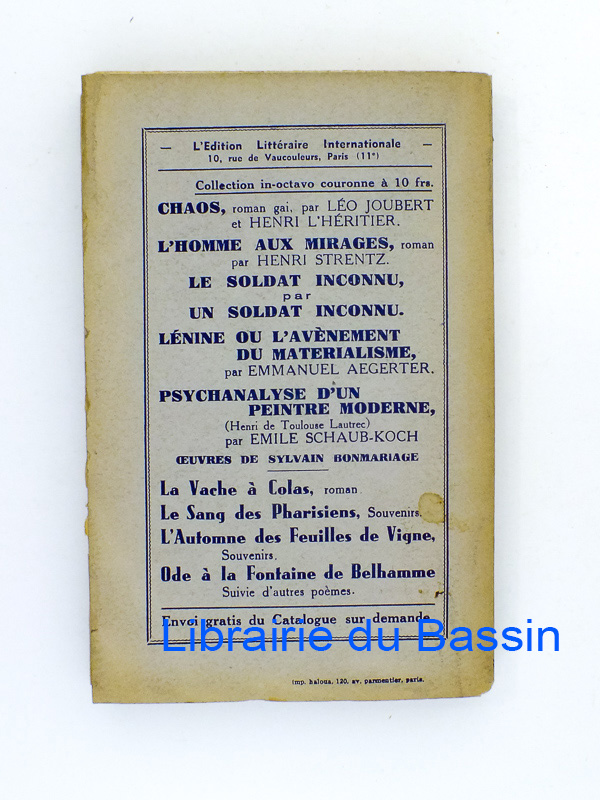 — L'Edition Littéraire Internationale —
10, rue de Vaucouleurs, Paris (11e)
Collection in-octavo couronne à 10 frs.
CHAOS, roman gai, par LÉO JOUBERT
et HENRI L'HÉRITIER.
L'HOMME AUX MIRAGES, roman
par HENRI STRENTZ.
LE SOLDAT INCONNU,
par
UN SOLDAT INCONNU.
LÉNINE OU L'AVÈNEMENT
DU MATERIALISME,
par EMMANUEL AEGERTER.
PSYCHANALYSE D'UN
PEINTRE MODERNE,
(Henri de Toulouse Lautrec)
par EMILE SCHAUB-KOCH
ŒUVRES DE SYLVAIN BONMARIAGE
La Vache à Colas, roman
Le Sang des Pharisiens, Souvenirs.
L'Automne des Feuilles de Vigne,
Souvenirs.
Ode à la Fontaine de Belhamme
Suivie d'autres poèmes.
Envoi gratis du Catalogue sur demande.
Librairie du Bassin
imp. haloua, 120, av. parmentier, paris.